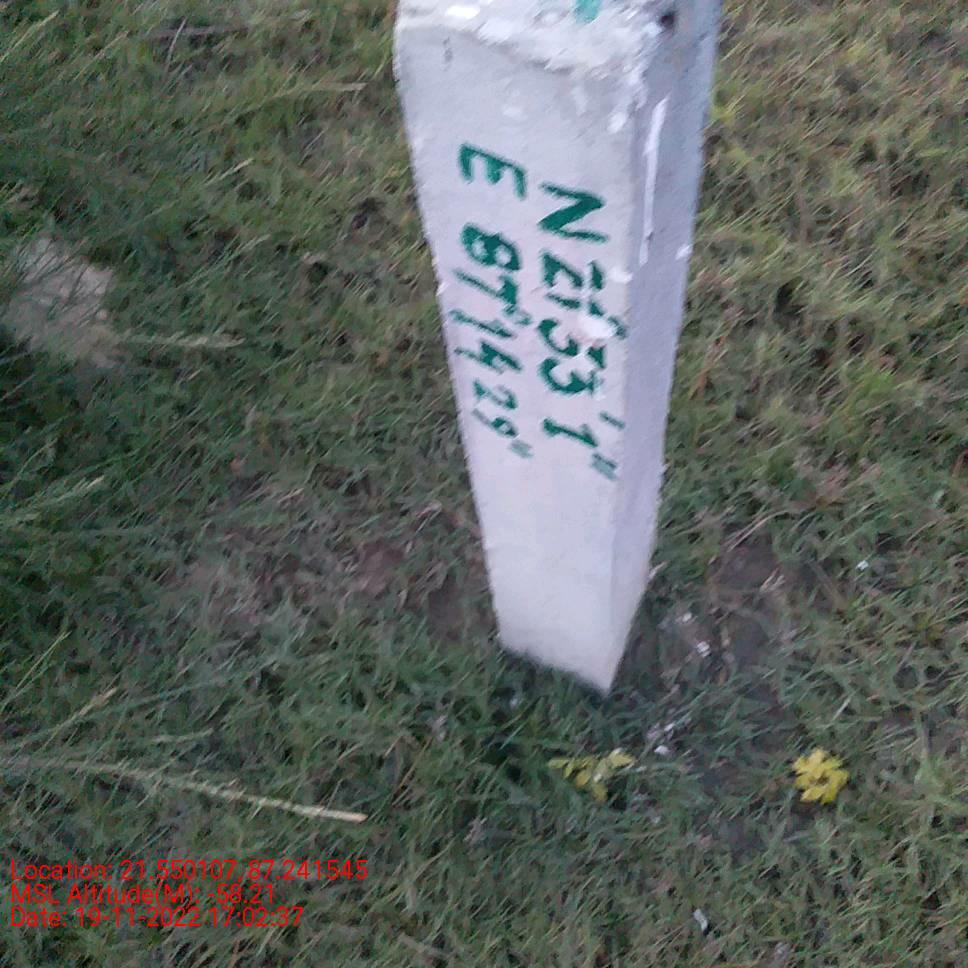 N 21°33'1"
E 87°14'29"
Location: 21.550107, 87.241545
MSL Altitude(M): -58.21
Date: 19-11-2022 17:02:37